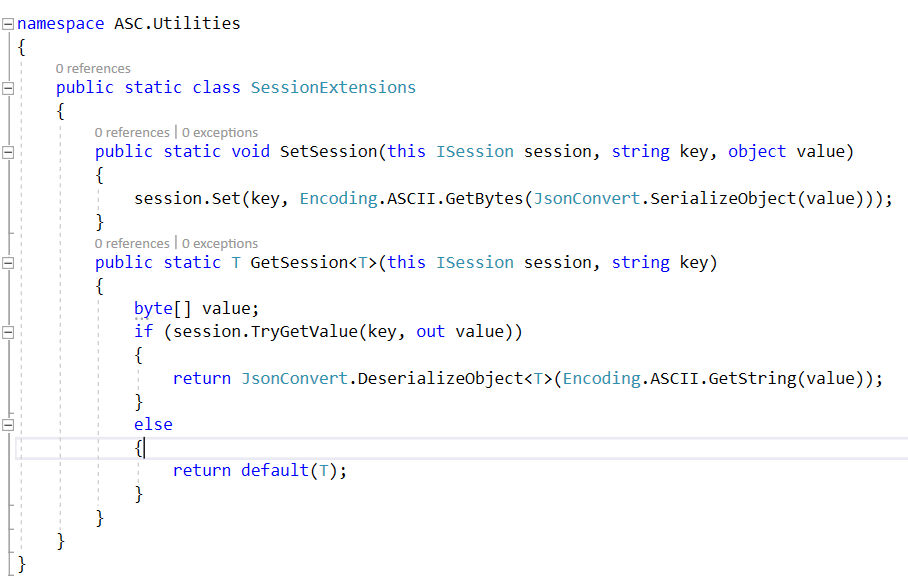 namespace ASC.Utilities
{
0 references
public static class SessionExtensions
{
0 references | 0 exceptions
public static void SetSession(this ISession session, string key, object value)
{
session.Set(key, Encoding.ASCII.GetBytes(JsonConvert.SerializeObject(value)));
}
0 references | 0 exceptions
public static T GetSession<T>(this ISession session, string key)
{
byte[] value;
if (session.TryGetValue(key, out value))
{
return JsonConvert.DeserializeObject<T>(Encoding.ASCII.GetString(value));
}
else
{
return default(T);
}
}
}
}